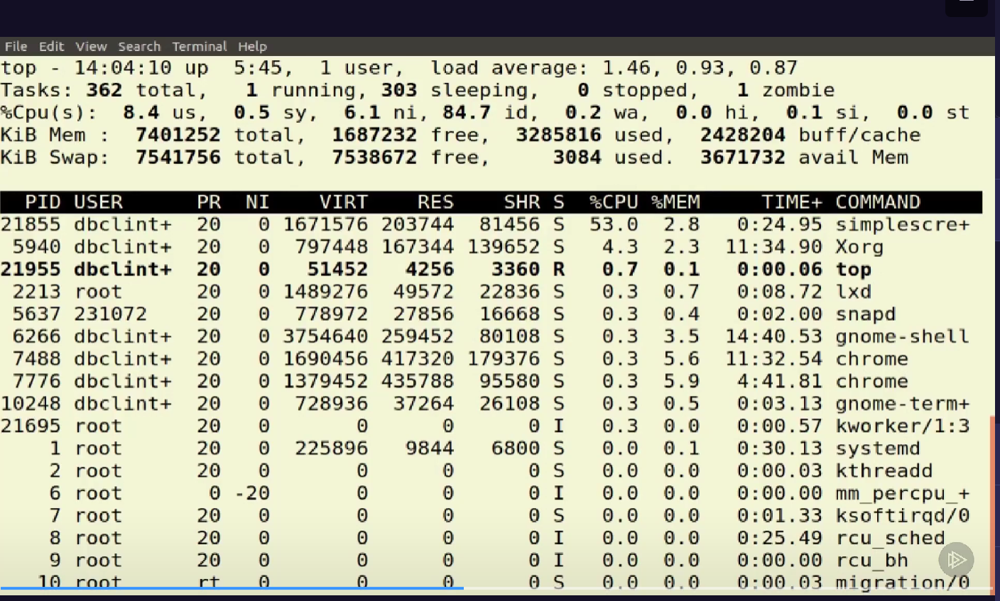 File Edit View Search Terminal Help
top - 14:04:10 up  5:45,  1 user,  load average: 1.46, 0.93, 0.87
Tasks: 362 total,   1 running, 303 sleeping,   0 stopped,   1 zombie
%Cpu(s):  8.4 us,  0.5 sy,  6.1 ni, 84.7 id,  0.2 wa,  0.0 hi,  0.1 si,  0.0 st
KiB Mem :  7401252 total,  1687232 free,  3285816 used,  2428204 buff/cache
KiB Swap:  7541756 total,  7538672 free,     3084 used.  3671732 avail Mem
PID USER PR NI VIRT RES SHR S %CPU %MEM TIME+ COMMAND
21855 dbclint+ 20 0 1671576 203744 81456 S 53.0 2.8 0:24.95 simplescre+
5940 dbclint+ 20 0 797448 167344 139652 S 4.3 2.3 11:34.90 Xorg
21955 dbclint+ 20 0 51452 4256 3360 R 0.7 0.1 0:00.06 top
2213 root 20 0 1489276 49572 22836 S 0.3 0.7 0:08.72 lxd
5637 231072 20 0 778972 27856 16668 S 0.3 0.4 0:02.00 snapd
6266 dbclint+ 20 0 3754640 259452 80108 S 0.3 3.5 14:40.53 gnome-shell
7488 dbclint+ 20 0 1690456 417320 179376 S 0.3 5.6 11:32.54 chrome
7776 dbclint+ 20 0 1379452 435788 95580 S 0.3 5.9 4:41.81 chrome
10248 dbclint+ 20 0 728936 37264 26108 S 0.3 0.5 0:03.13 gnome-term+
21695 root 20 0 0 0 0 I 0.3 0.0 0:00.57 kworker/1:3
1 root 20 0 225896 9844 6800 S 0.0 0.1 0:30.13 systemd
2 root 20 0 0 0 0 S 0.0 0.0 0:00.03 kthreadd
6 root 0 -20 0 0 0 I 0.0 0.0 0:00.00 mm_percpu_+
7 root 20 0 0 0 0 S 0.0 0.0 0:01.33 ksoftirqd/0
8 root 20 0 0 0 0 I 0.0 0.0 0:25.49 rcu_sched
9 root 20 0 0 0 0 I 0.0 0.0 0:00.00 rcu_bh
10 root rt 0 0 0 0 S 0.0 0.0 0:00.03 migration/0